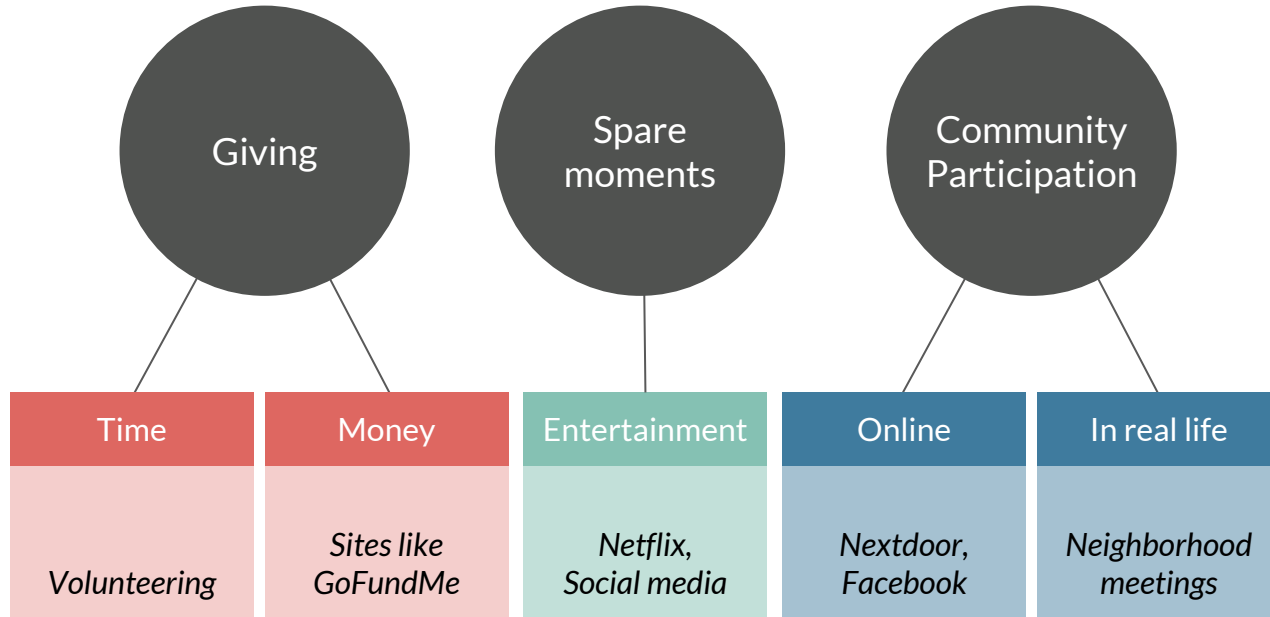 Giving
Spare
moments
Community
Participation
Time
Money
Entertainment
Online
In real life
Volunteering
Sites like
GoFundMe
Netflix,
Social media
Nextdoor,
Facebook
Neighborhood
meetings